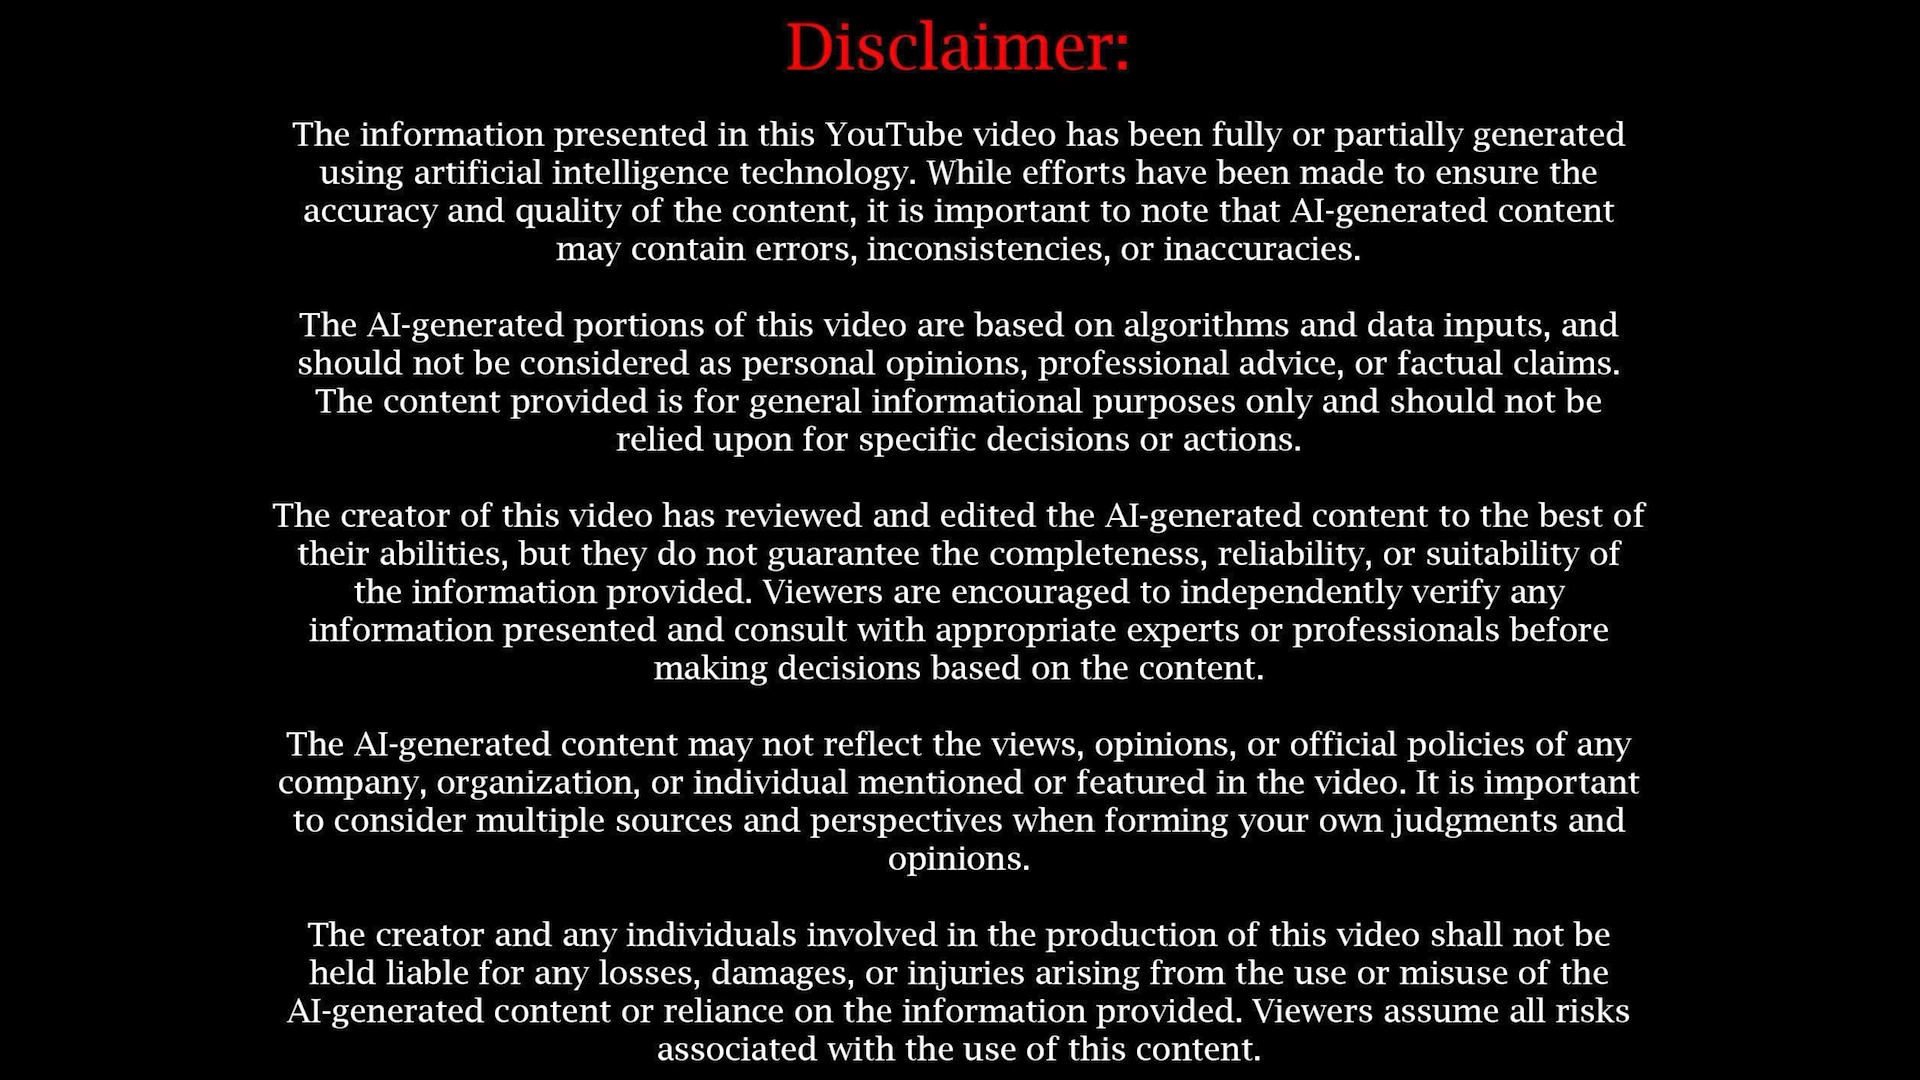 Disclaimer:
The information presented in this YouTube video has been fully or partially generated
using artificial intelligence technology. While efforts have been made to ensure the
accuracy and quality of the content, it is important to note that AI-generated content
may contain errors, inconsistencies, or inaccuracies.
The AI-generated portions of this video are based on algorithms and data inputs, and
should not be considered as personal opinions, professional advice, or factual claims.
The content provided is for general informational purposes only and should not be
relied upon for specific decisions or actions.
The creator of this video has reviewed and edited the AI-generated content to the best of
their abilities, but they do not guarantee the completeness, reliability, or suitability of
the information provided. Viewers are encouraged to independently verify any
information presented and consult with appropriate experts or professionals before
making decisions based on the content.
The AI-generated content may not reflect the views, opinions, or official policies of any
company, organization, or individual mentioned or featured in the video. It is important
to consider multiple sources and perspectives when forming your own judgments and
opinions.
The creator and any individuals involved in the production of this video shall not be
held liable for any losses, damages, or injuries arising from the use or misuse of the
AI-generated content or reliance on the information provided. Viewers assume all risks
associated with the use of this content.